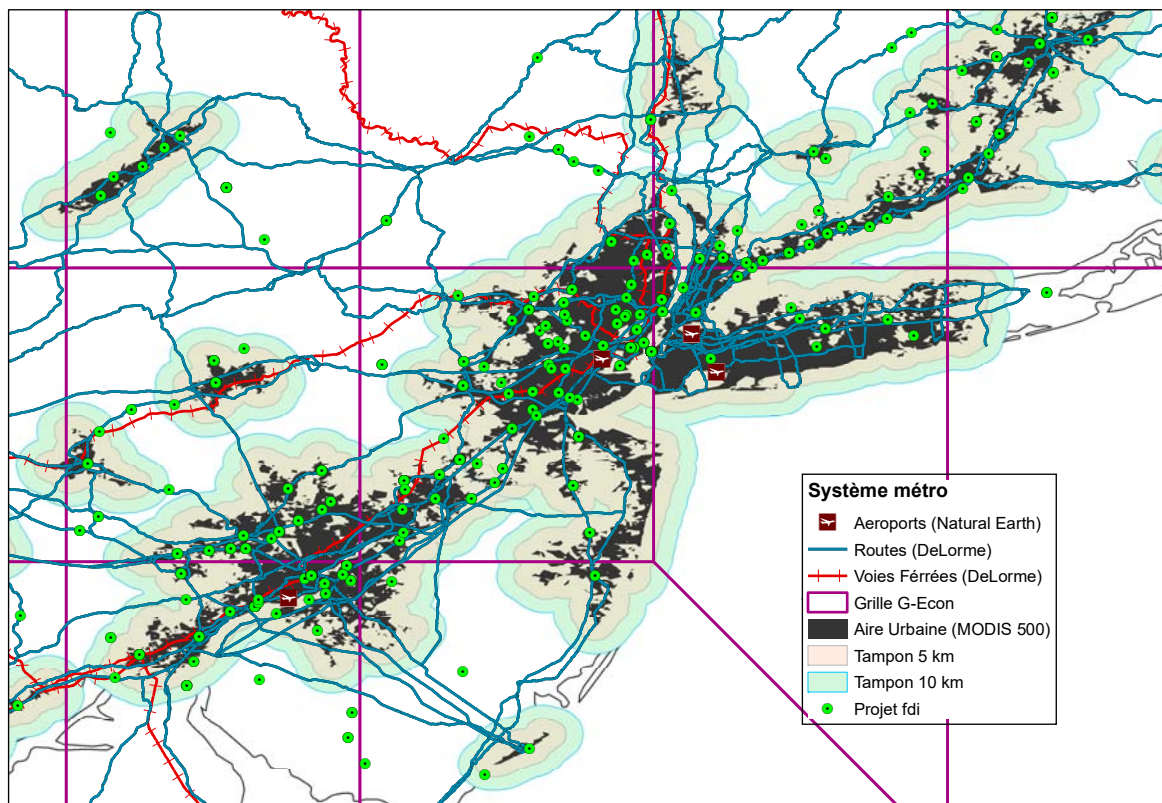 Système métro
Aeroports (Natural Earth)
Routes (DeLorme)
Voies Férrées (DeLorme)
Grille G-Econ
Aire Urbaine (MODIS 500)
Tampon 5 km
Tampon 10 km
Projet fdi